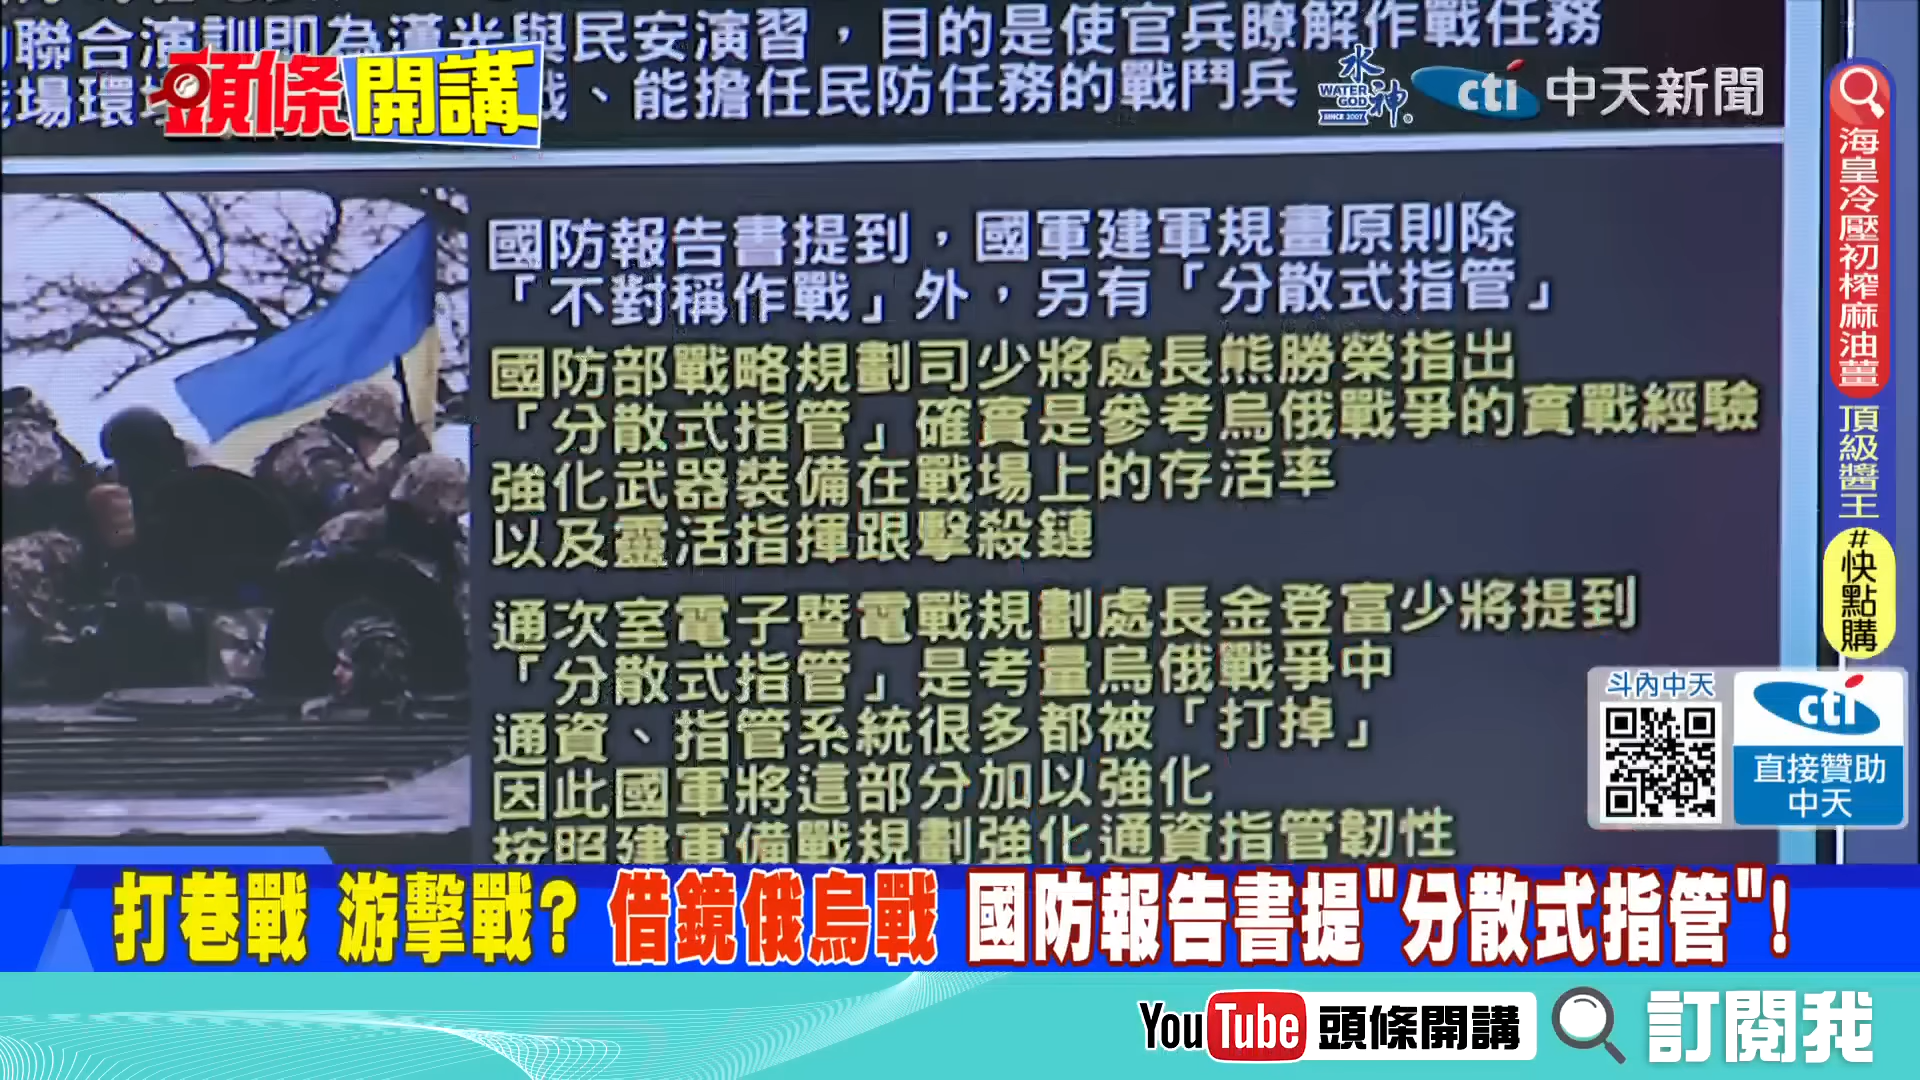 聯合演訓即為漢光與民安演習，目的是使官兵瞭解作戰任務
場環
戰、能擔任民防任務的戰鬥兵
頭條開講
水神
WATER GOD
SINCE 2007
cti 中天新聞
國防報告書提到，國軍建軍規畫原則除
「不對稱作戰」外，另有「分散式指管」
國防部戰略規劃司少將處長熊勝榮指出
「分散式指管」確實是參考烏俄戰爭的實戰經驗
強化武器裝備在戰場上的存活率
以及靈活指揮跟擊殺鏈
通次室電子暨電戰規劃處長金登富少將提到
「分散式指管」是考量烏俄戰爭中
通資、指管系統很多都被「打掉」
因此國軍將這部分加以強化
按照建軍備戰規劃強化通資指管韌性
海皇冷壓初榨麻油薑
頂級醬王
#快點購
斗內中天
cti
直接贊助
中天
打巷戰 游擊戰? 借鏡俄烏戰 國防報告書提"分散式指管"!
YouTube 頭條開講
訂閱我